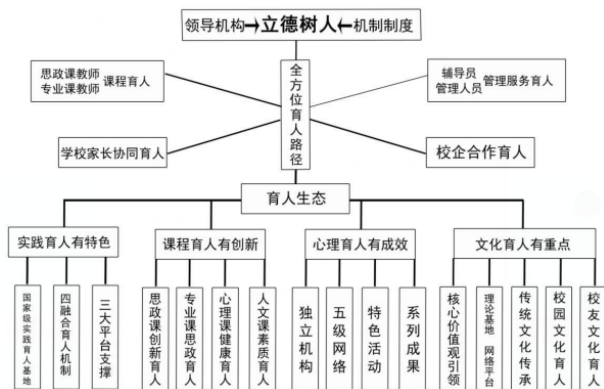 领导机构→立德树人←机制制度
思政课教师
专业课教师
课程育人
全方位育人路径
辅导员
管理人员
管理服务育人
学校家长协同育人
校企合作育人
育人生态
实践育人有特色
课程育人有创新
心理育人有成效
文化育人有重点
国家级实践育人基地
四融合育人机制
三大平台支撑
思政课创新育人
专业课思政育人
心理课健康育人
人文课素质育人
独立机构
五级网络
特色活动
系列成果
核心价值观引领
理论基地 网络平台
传统文化传承
校园文化育人
校友文化育人